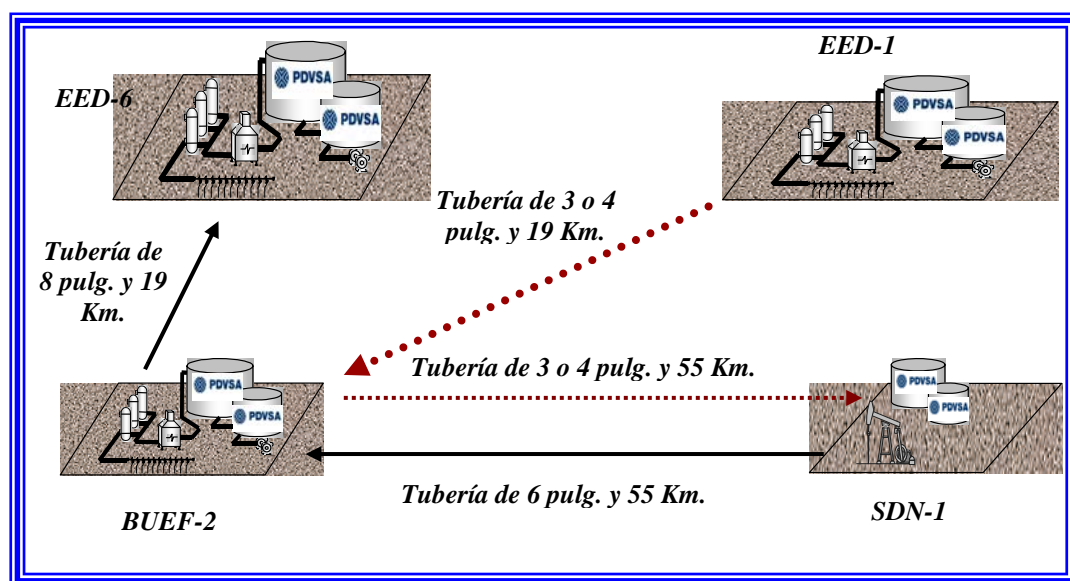 EED-1
PDVSA
EED-6
PDVSA
PDVSA
PDVSA
Tubería de 3 o 4
pulg. y 19 Km.
Tubería de
8 pulg. y 19
Km.
Tubería de 3 o 4 pulg. y 55 Km.
PDVSA
PDVSA
PDVSA
PDVSA
Tubería de 6 pulg. y 55 Km.
BUEF-2
SDN-1